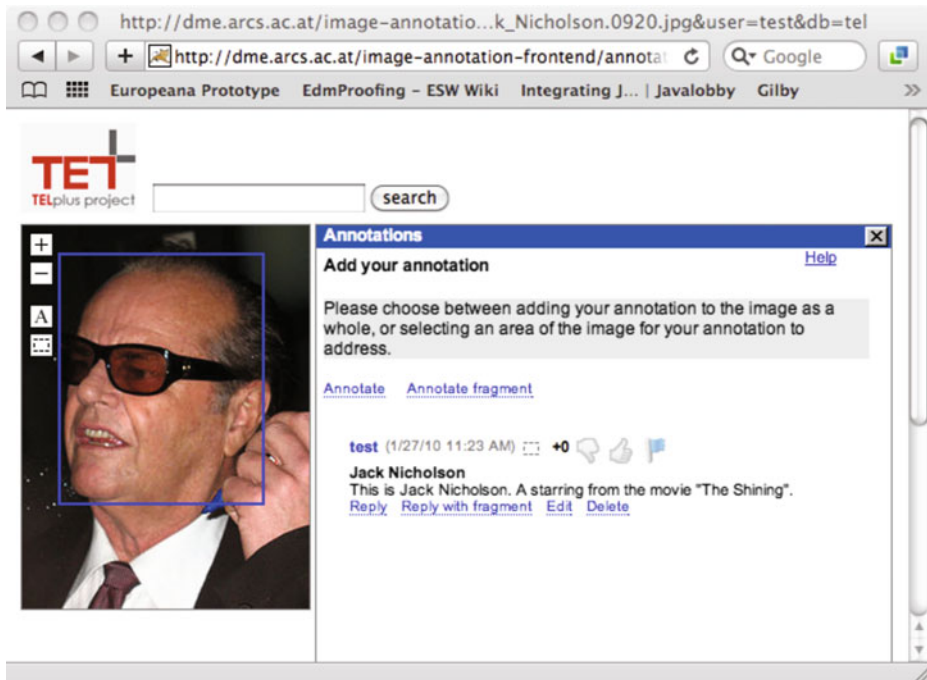 http://dme.arcs.ac.at/image-annotatio...k_Nicholson.0920.jpg&user=test&db=tel
http://dme.arcs.ac.at/image-annotation-frontend/annotat
Google
Europeana Prototype EdmProofing – ESW Wiki Integrating J... | Javalobby Gilby >>
TEL
TELplus project
search
Annotations
Add your annotation
Help
Please choose between adding your annotation to the image as a
whole, or selecting an area of the image for your annotation to
address.
Annotate Annotate fragment
A
test (1/27/10 11:23 AM) +0
Jack Nicholson
This is Jack Nicholson. A starring from the movie "The Shining".
Reply Reply with fragment Edit Delete